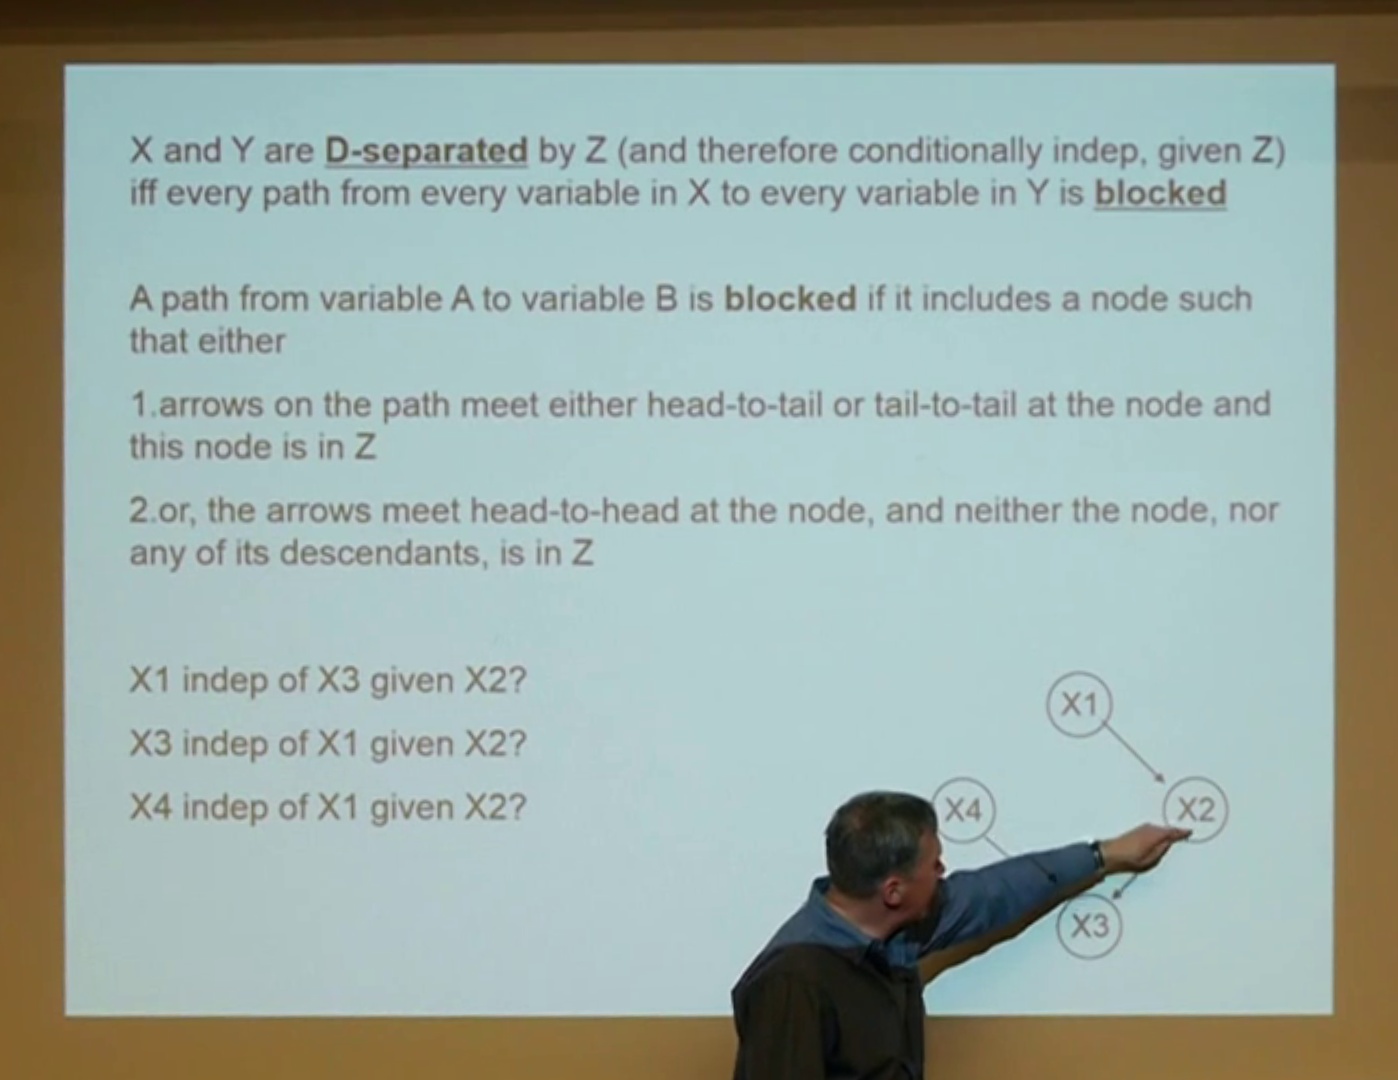 X and Y are D-separated by Z (and therefore conditionally indep, given Z)
iff every path from every variable in X to every variable in Y is blocked
A path from variable A to variable B is blocked if it includes a node such
that either
1.arrows on the path meet either head-to-tail or tail-to-tail at the node and
this node is in Z
2.or, the arrows meet head-to-head at the node, and neither the node, nor
any of its descendants, is in Z
X1 indep of X3 given X2?
X3 indep of X1 given X2?
X4 indep of X1 given X2?
X1
X4
X2
X3